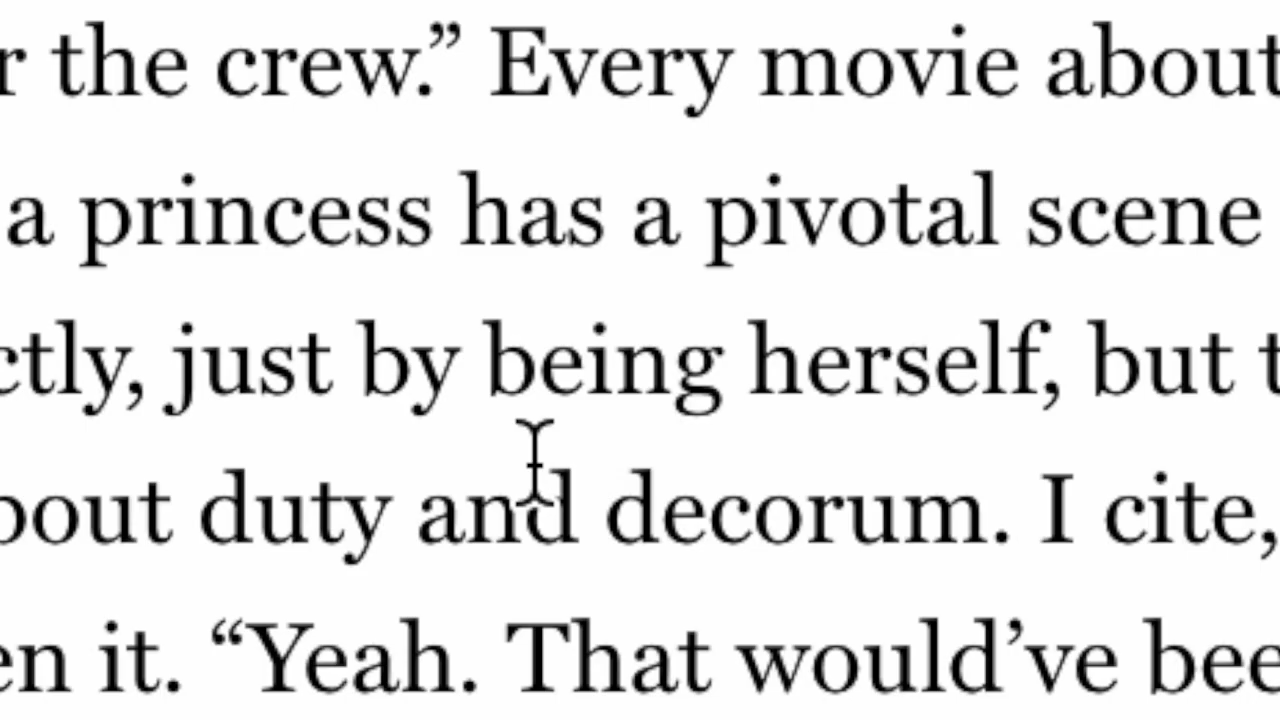 r the crew.” Every movie about
a princess has a pivotal scene
ctly, just by being herself, but t
bout duty and decorum. I cite,
en it. “Yeah. That would’ve bee